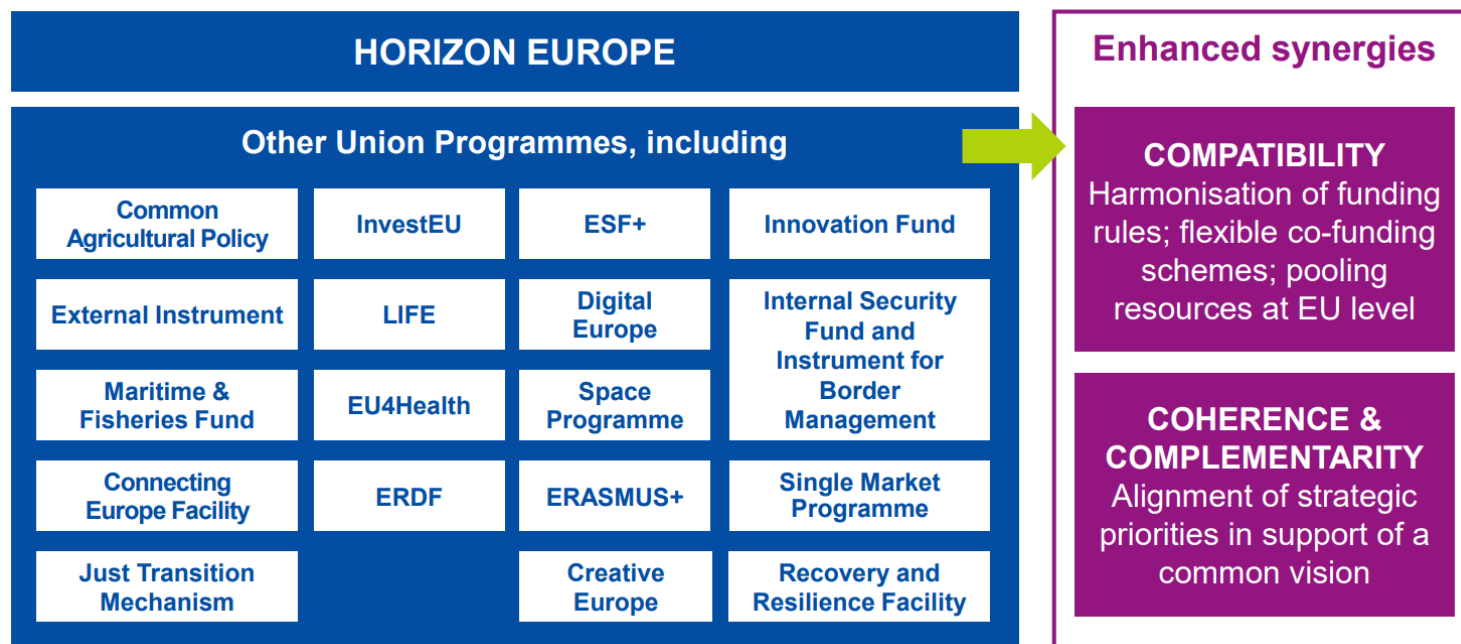 HORIZON EUROPE
Other Union Programmes, including
Common
Agricultural Policy
InvestEU
ESF+
Innovation Fund
External Instrument
LIFE
Digital
Europe
Internal Security
Fund and
Instrument for
Border
Management
Maritime &
Fisheries Fund
EU4Health
Space
Programme
Connecting
Europe Facility
ERDF
ERASMUS+
Single Market
Programme
Just Transition
Mechanism
Creative
Europe
Recovery and
Resilience Facility
Enhanced synergies
COMPATIBILITY
Harmonisation of funding
rules; flexible co-funding
schemes; pooling
resources at EU level
COHERENCE &
COMPLEMENTARITY
Alignment of strategic
priorities in support of a
common vision